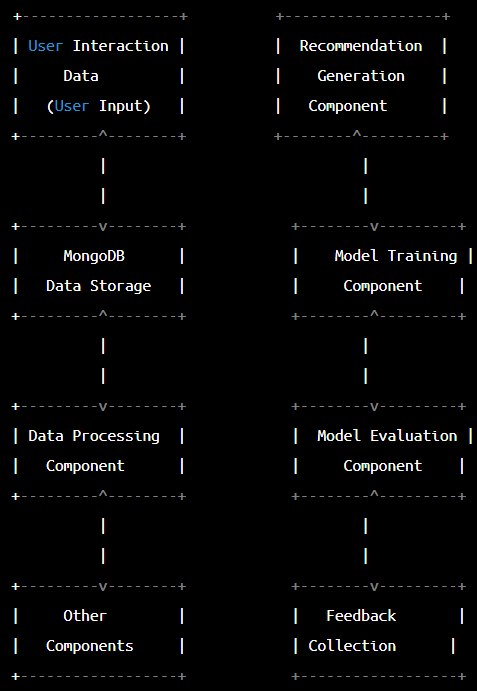 +------------------+          +------------------+
| User Interaction |          |  Recommendation  |
|     Data         |          |    Generation    |
|   (User Input)   |          |   Component      |
+---------^--------+          +--------^---------+
          |                             |
          |                             |
+---------v--------+            +---------v---------+
|     MongoDB      |            |    Model Training |
|   Data Storage   |            |     Component    |
+---------^--------+            +---------^---------+
          |                             |
          |                             |
+---------v--------+            +---------v---------+
| Data Processing  |            |  Model Evaluation |
|   Component      |            |     Component    |
+---------^--------+            +---------^---------+
          |                             |
          |                             |
+---------v--------+            +---------v---------+
|     Other        |            |   Feedback       |
|   Components     |            | Collection      |
+------------------+            +-------------------+